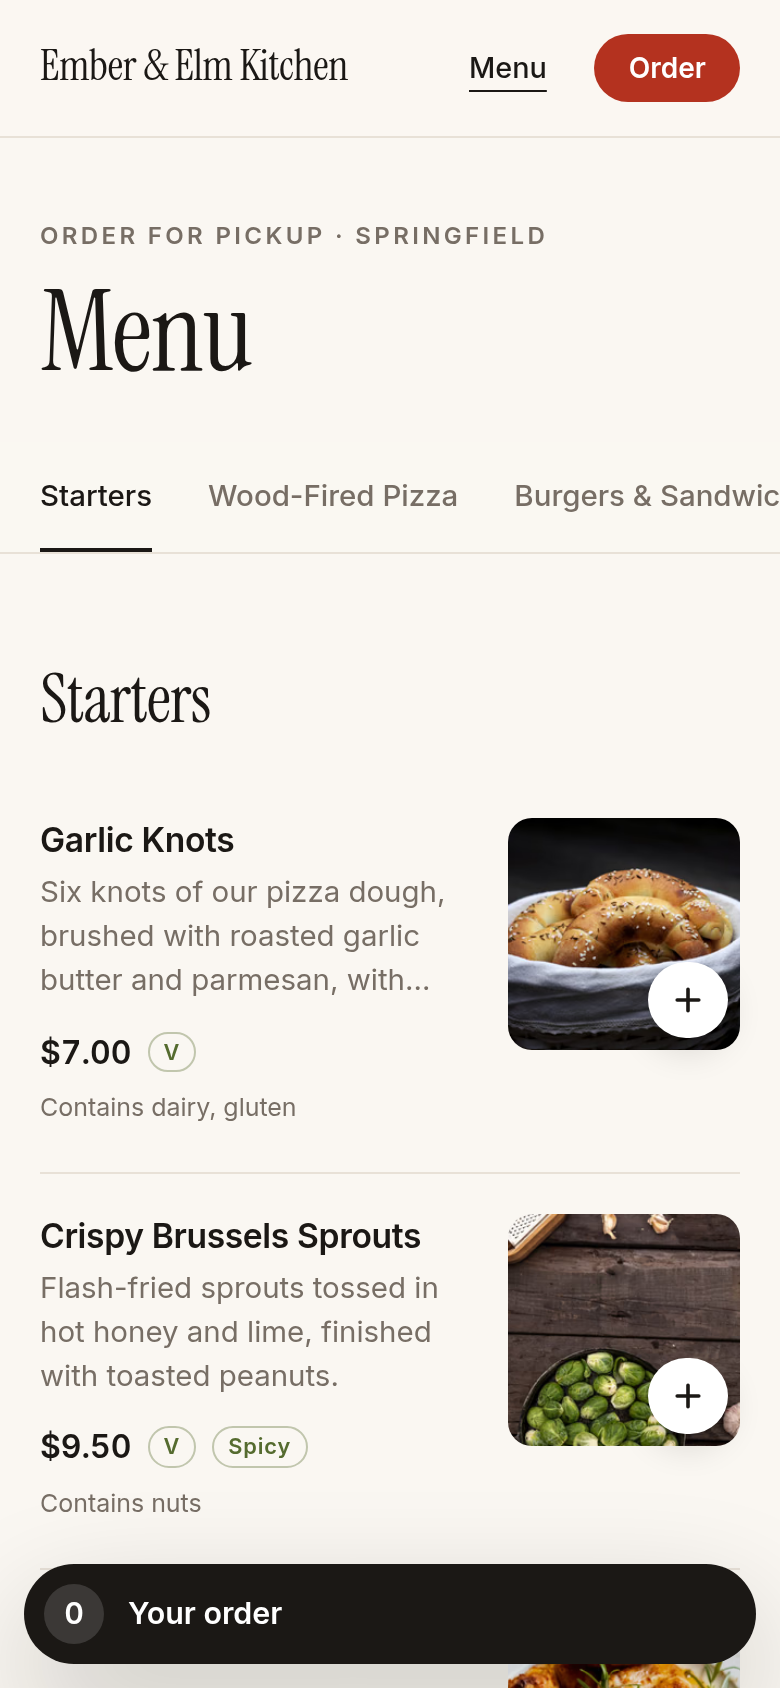 Ember & Elm Kitchen
Menu
Order
ORDER FOR PICKUP · SPRINGFIELD
Menu
Starters
Wood-Fired Pizza
Burgers & Sandwic
Starters
Garlic Knots
Six knots of our pizza dough,
brushed with roasted garlic
butter and parmesan, with...
$7.00
V
Contains dairy, gluten
Crispy Brussels Sprouts
Flash-fried sprouts tossed in
hot honey and lime, finished
with toasted peanuts.
$9.50
V
Spicy
Contains nuts
0
Your order